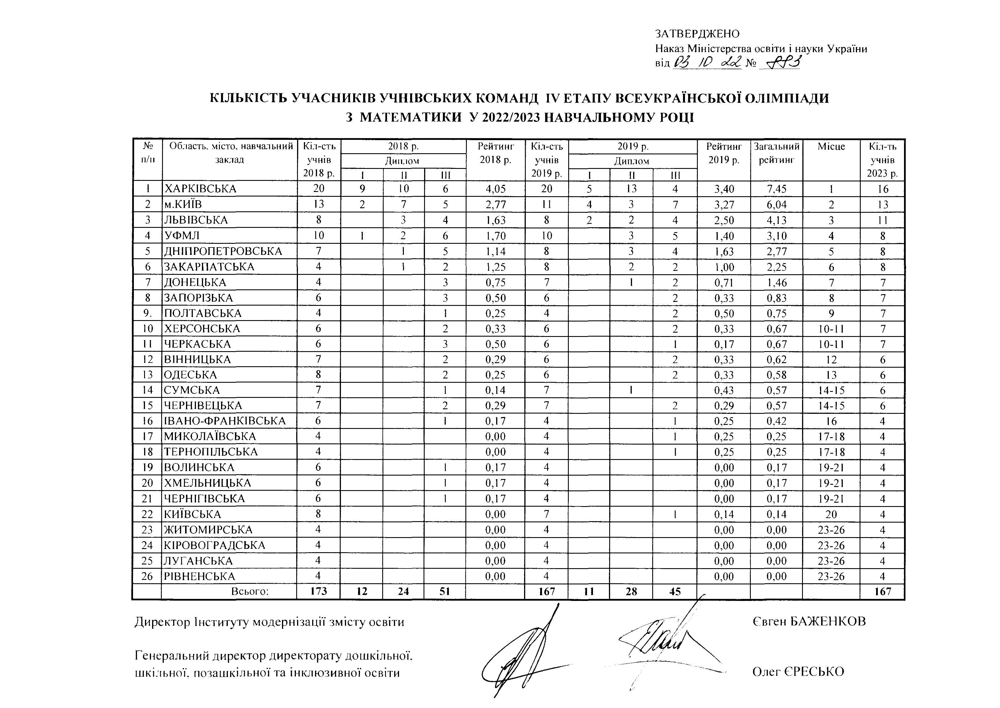 ЗАТВЕРДЖЕНО
Наказ Міністерства освіти і науки України
від 03 10 22 №
КІЛЬКІСТЬ УЧАСНИКІВ УЧНІВСЬКИХ КОМАНД IV ЕТАПУ ВСЕУКРАЇНСЬКОЇ ОЛІМПІАДИ
З МАТЕМАТИКИ У 2022/2023 НАВЧАЛЬНОМУ РОЦІ
№ п/п Область, місто, навчальний заклад Кіл-сть учнів 2018 р. 2018 р. Диплом I II III Рейтинг 2018 р. Кіл-сть учнів 2019 р. 2019 р. Диплом I II III Рейтинг 2019 р. Загальний рейтинг Місце Кіл-ть учнів 2023 р.
1 ХАРКІВСЬКА 20 9 10 6 4,05 20 5 13 4 3,40 7,45 1 16
2 м.КИЇВ 13 2 7 5 2,77 11 4 3 7 3,27 6,04 2 13
3 ЛЬВІВСЬКА 8 3 4 1,63 8 2 2 4 2,50 4,13 3 11
4 УФМЛ 10 1 2 6 1,70 10 3 5 1,40 3,10 4 8
5 ДНІПРОПЕТРОВСЬКА 7 1 5 1,14 8 3 4 1,63 2,77 5 8
6 ЗАКАРПАТСЬКА 4 1 2 1,25 8 2 2 1,00 2,25 6 8
7 ДОНЕЦЬКА 4 3 0,75 7 1 2 0,71 1,46 7 7
8 ЗАПОРІЗЬКА 6 3 0,50 6 2 0,33 0,83 8 7
9. ПОЛТАВСЬКА 4 1 0,25 4 2 0,50 0,75 9 7
10 ХЕРСОНСЬКА 6 2 0,33 6 2 0,33 0,67 10-11 7
11 ЧЕРКАСЬКА 6 3 0,50 6 1 0,17 0,67 10-11 7
12 ВІННИЦЬКА 7 2 0,29 6 2 0,33 0,62 12 6
13 ОДЕСЬКА 8 2 0,25 6 2 0,33 0,58 13 6
14 СУМСЬКА 7 1 0,14 7 1 0,43 0,57 14-15 6
15 ЧЕРНІВЕЦЬКА 7 2 0,29 7 2 0,29 0,57 14-15 6
16 ІВАНО-ФРАНКІВСЬКА 6 1 0,17 4 1 0,25 0,42 16 4
17 МИКОЛАЇВСЬКА 4 0,00 4 1 0,25 0,25 17-18 4
18 ТЕРНОПІЛЬСЬКА 4 0,00 4 1 0,25 0,25 17-18 4
19 ВОЛИНСЬКА 6 1 0,17 4 0,00 0,17 19-21 4
20 ХМЕЛЬНИЦЬКА 6 1 0,17 4 0,00 0,17 19-21 4
21 ЧЕРНІГІВСЬКА 6 1 0,17 4 0,00 0,17 19-21 4
22 КИЇВСЬКА 8 0,00 7 1 0,14 0,14 20 4
23 ЖИТОМИРСЬКА 4 0,00 4 0,00 0,00 23-26 4
24 КІРОВОГРАДСЬКА 4 0,00 4 0,00 0,00 23-26 4
25 ЛУГАНСЬКА 4 0,00 4 0,00 0,00 23-26 4
26 РІВНЕНСЬКА 4 0,00 4 0,00 0,00 23-26 4
Всього: 173 12 24 51 167 11 28 45 167
Директор Інституту модернізації змісту освіти Євген БАЖЕНКОВ
Генеральний директор директорату дошкільної,
шкільної, позашкільної та інклюзивної освіти Олег ЄРЕСЬКО